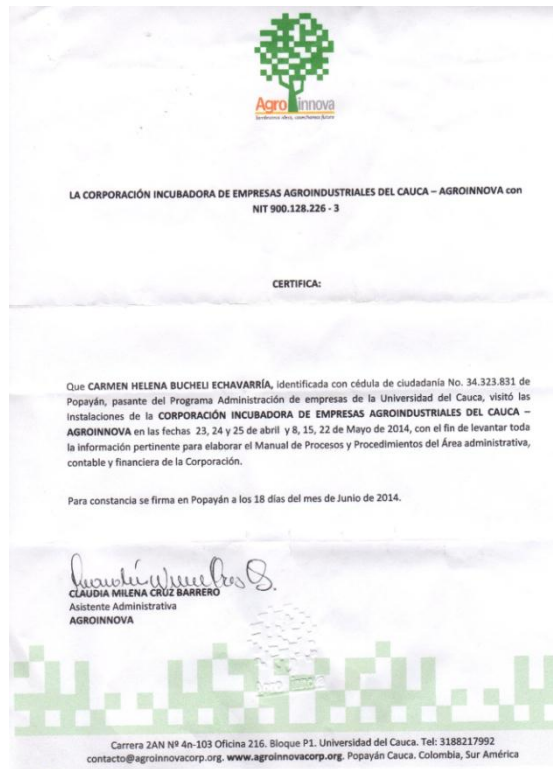 Agro innova
LA CORPORACIÓN INCUBADORA DE EMPRESAS AGROINDUSTRIALES DEL CAUCA – AGROINNOVA con
NIT 900.128.226 - 3
CERTIFICA:
Que CARMEN HELENA BUCHELI ECHAVARRÍA, identificada con cédula de ciudadanía No. 34.323.831 de
Popayán, pasante del Programa Administración de empresas de la Universidad del Cauca, visitó las
Instalaciones de la CORPORACIÓN INCUBADORA DE EMPRESAS AGROINDUSTRIALES DEL CAUCA –
AGROINNOVA en las fechas 23, 24 y 25 de abril y 8, 15, 22 de Mayo de 2014, con el fin de levantar toda
la información pertinente para elaborar el Manual de Procesos y Procedimientos del Área administrativa,
contable y financiera de la Corporación.
Para constancia se firma en Popayán a los 18 días del mes de Junio de 2014.
CLAUDIA MILENA CRUZ BARRERO
Asistente Administrativa
AGROINNOVA
Carrera 2AN Nº 4n-103 Oficina 216. Bloque P1. Universidad del Cauca. Tel: 3188217992
contacto@agroinnovacorp.org. www.agroinnovacorp.org. Popayán Cauca. Colombia, Sur América